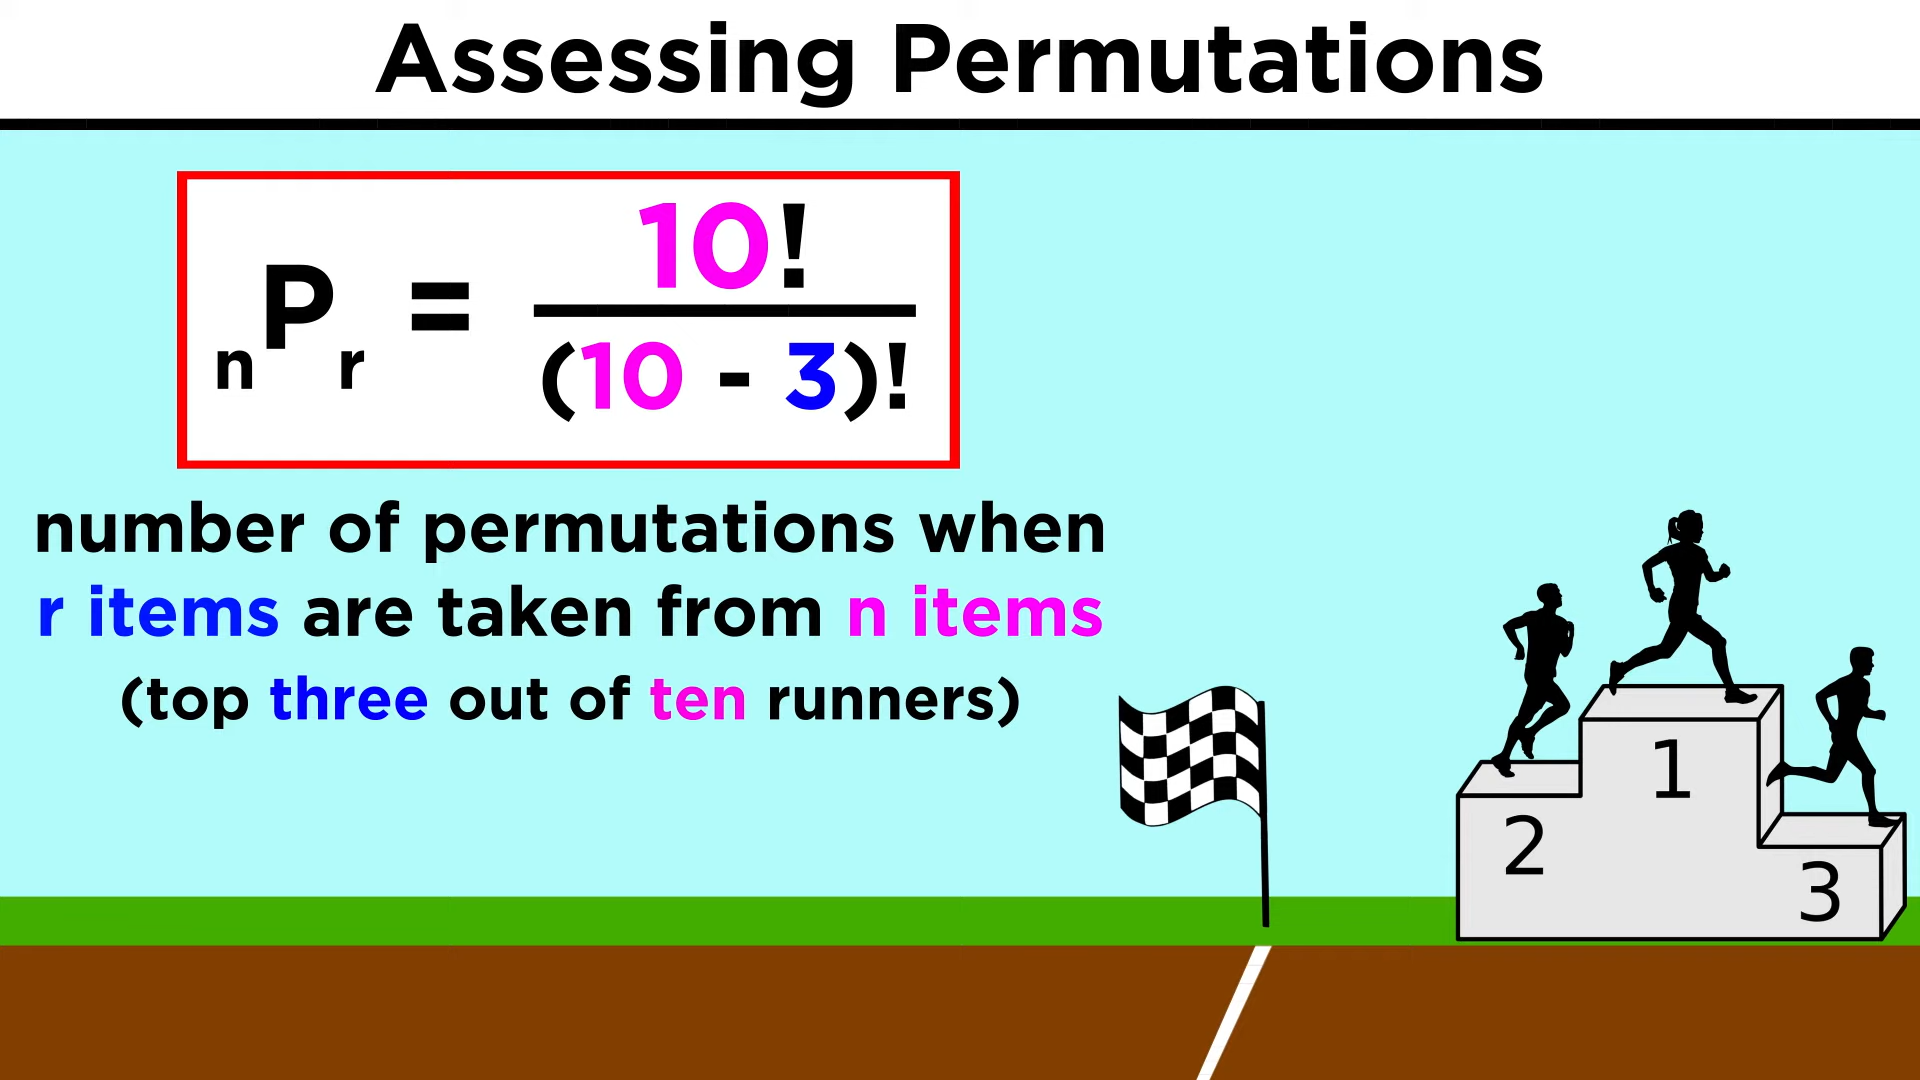 Assessing Permutations
nPr = 10!
(10 - 3)!
number of permutations when
r items are taken from n items
(top three out of ten runners)
1
2
3